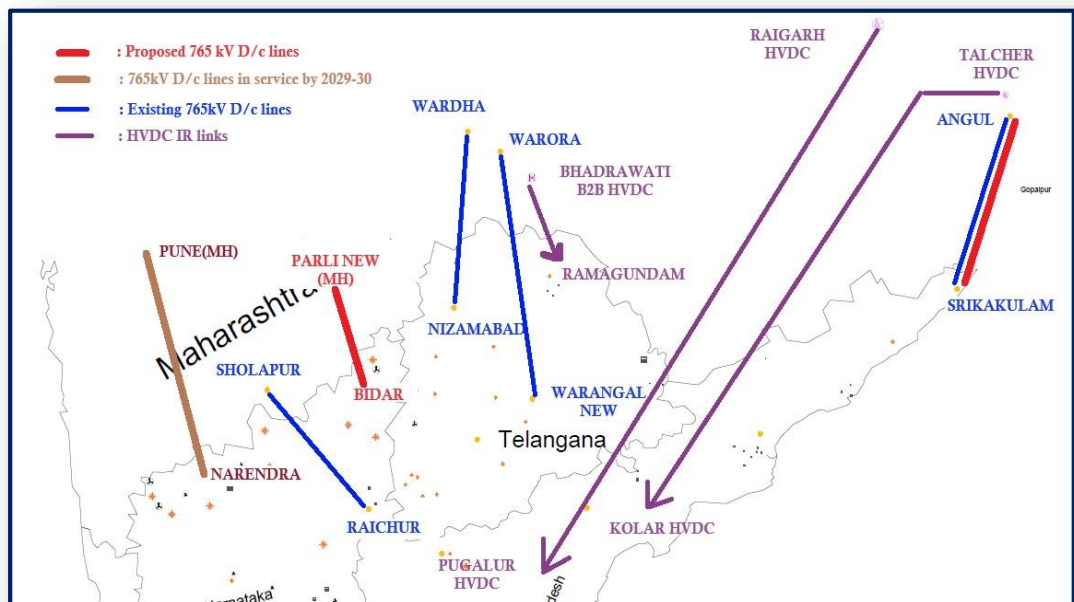 : Proposed 765 kV D/c lines
: 765kV D/c lines in service by 2029-30
: Existing 765kV D/c lines
: HVDC IR links
RAIGARH
HVDC
TALCHER
HVDC
WARDHA
WARORA
ANGUL
BHADRAWATI
B2B HVDC
Gopalpur
PUNE(MH)
PARLI NEW
(MH)
RAMAGUNDAM
Maharashtra
NIZAMABAD
SRIKAKULAM
SHOLAPUR
BIDAR
WARANGAL
NEW
Telangana
NARENDRA
RAICHUR
KOLAR HVDC
PUGALUR
HVDC